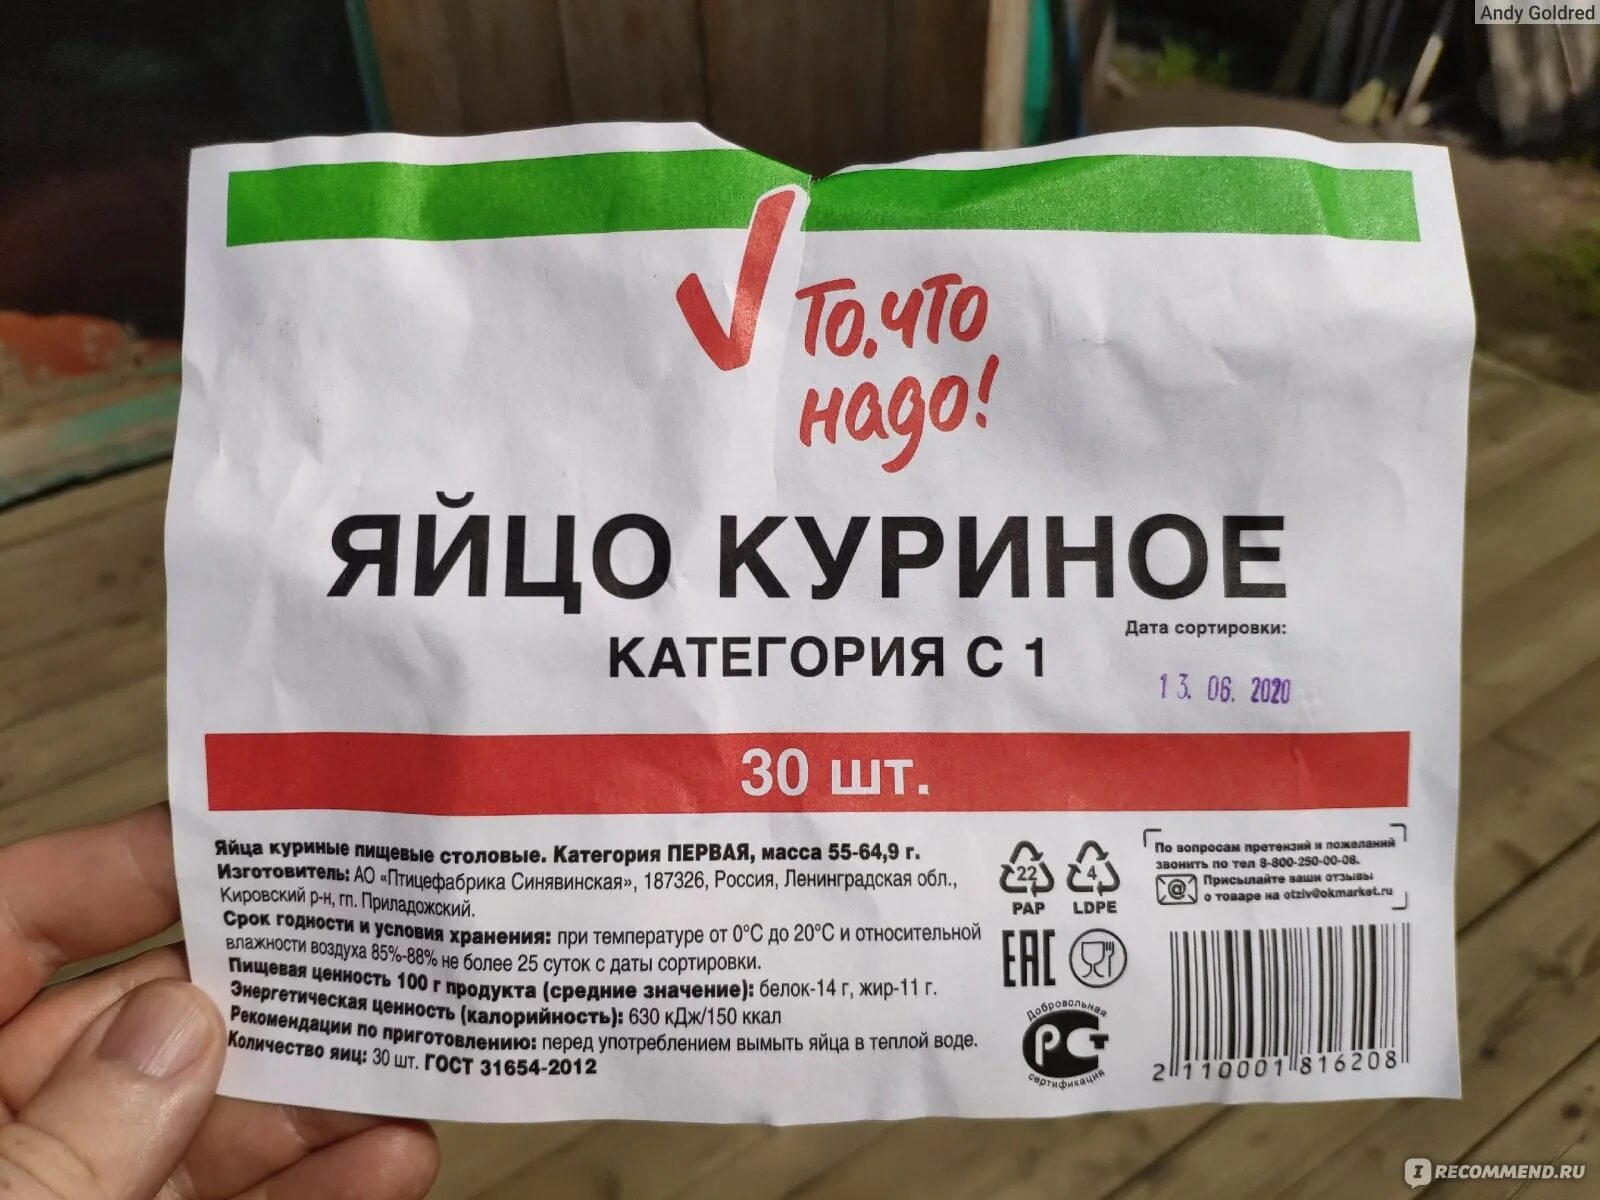 Andy Goldred
То, что
надо!
ЯЙЦО КУРИНОЕ
КАТЕГОРИЯ С 1
Дата сортировки:
13. 06. 2020
30 шт.
Яйца куриные пищевые столовые. Категория ПЕРВАЯ, масса 55-64,9 г.
Изготовитель: АО «Птицефабрика Синявинская», 187326, Россия, Ленинградская обл.,
Кировский р-н, гп. Приладожский.
Срок годности и условия хранения: при температуре от 0°С до 20°С и относительной
влажности воздуха 85%-88% не более 25 суток с даты сортировки.
Пищевая ценность 100 г продукта (средние значение): белок-14 г, жир-11 г.
Энергетическая ценность (калорийность): 630 кДж/150 ккал
Рекомендации по приготовлению: перед употреблением вымыть яйца в теплой воде.
Количество яиц: 30 шт. ГОСТ 31654-2012
22 4
PAP LDPE
EAC
Добровольная
РСТ
сертификация
По вопросам претензий и пожеланий
звонить по тел 8-800-250-00-08.
@ Присылайте ваши отзывы
о товаре на otziv@okmarket.ru
2 110001 816208
IRECOMMEND.RU